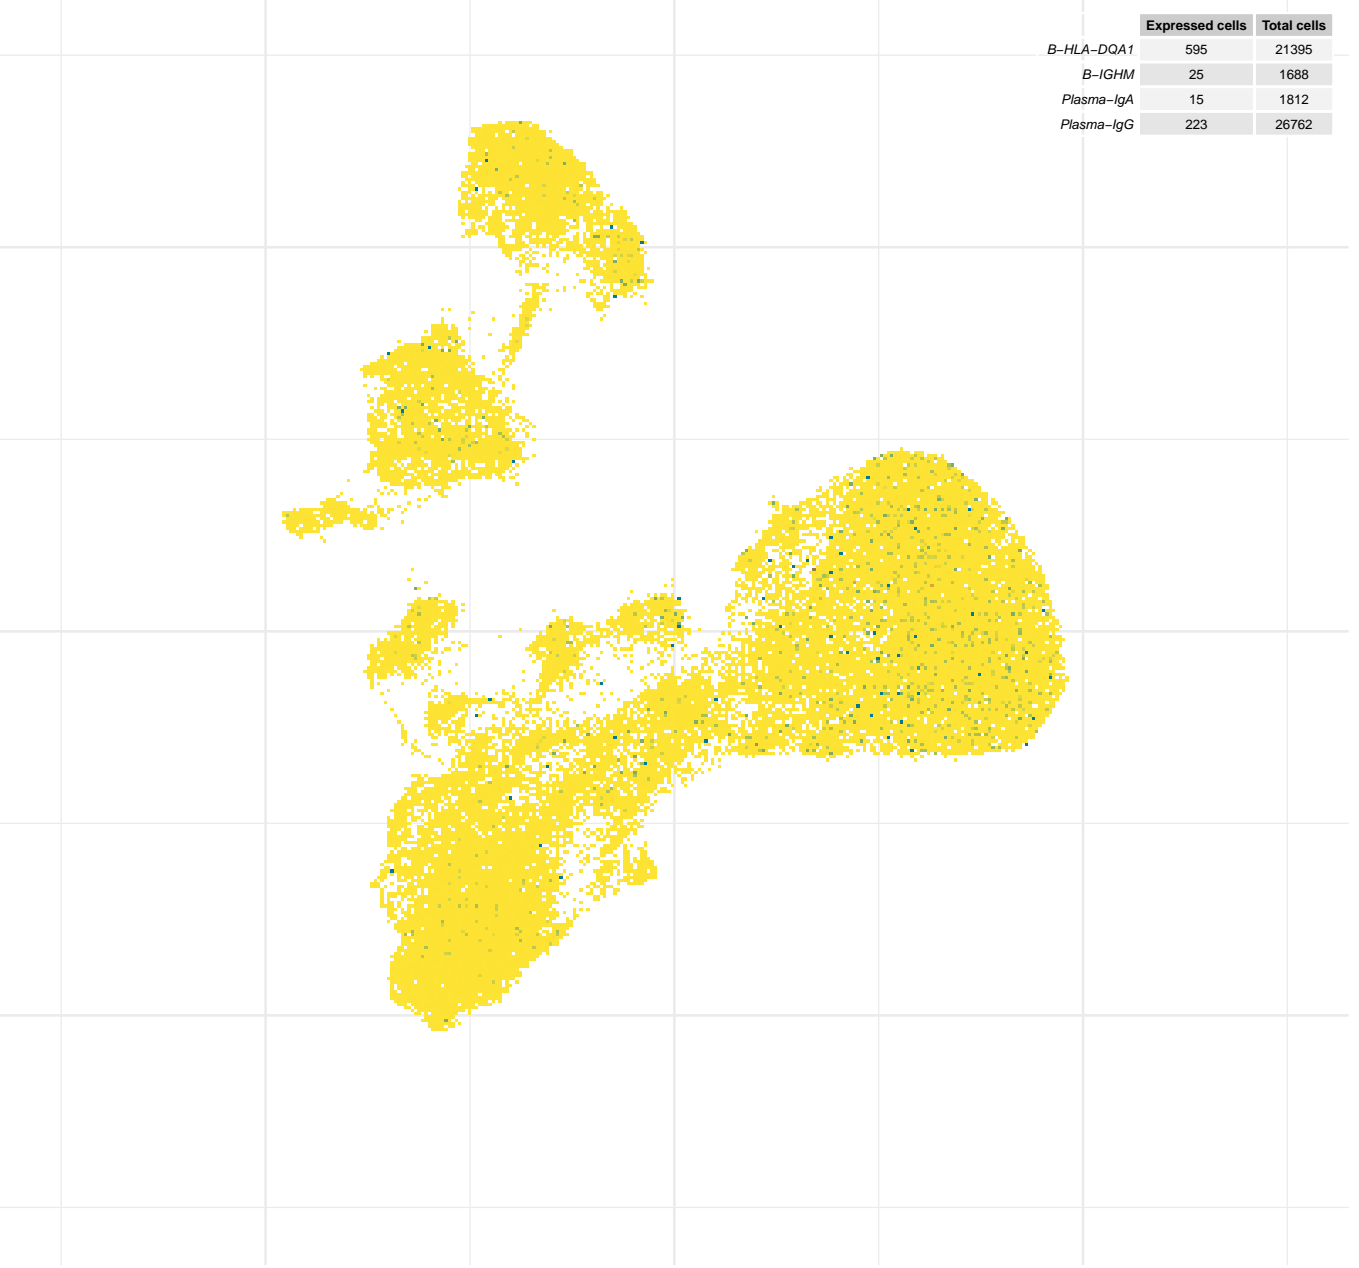 Expressed cells Total cells
B−HLA−DQA1 595 21395
B−IGHM 25 1688
Plasma−IgA 15 1812
Plasma−IgG 223 26762